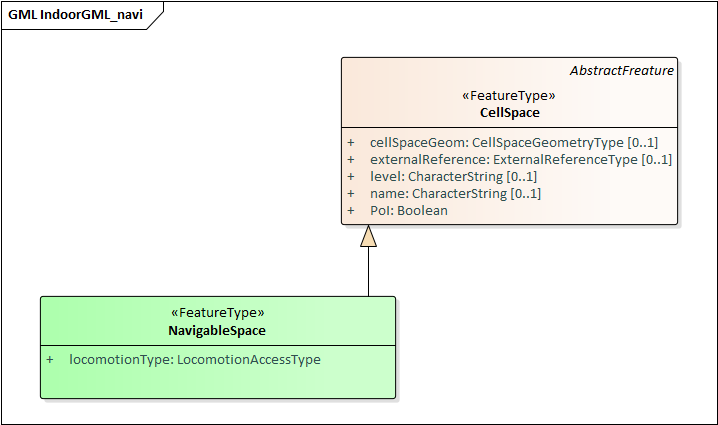 GML IndoorGML_navi
AbstractFreature
«FeatureType»
CellSpace
+ cellSpaceGeom: CellSpaceGeometryType [0..1]
+ externalReference: ExternalReferenceType [0..1]
+ level: CharacterString [0..1]
+ name: CharacterString [0..1]
+ PoI: Boolean
«FeatureType»
NavigableSpace
+ locomotionType: LocomotionAccessType